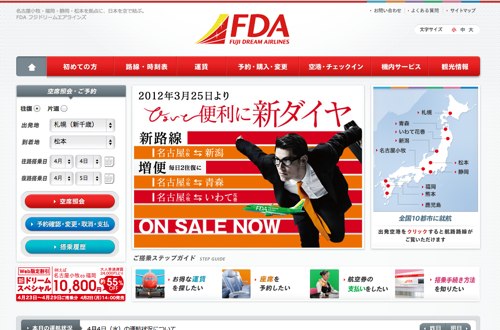 名古屋小牧・福岡・静岡・松本を拠点に、日本を空で結ぶ。
FDA フジドリームエアラインズ
FDA
FUJI DREAM AIRLINES
お問い合わせ
よくある質問
サイトマップ
文字サイズ 小 中 大
初めての方
路線・時刻表
運賃
予約・購入・変更
空港・チェックイン
機内サービス
観光情報
空席照会・ご予約
往復 片道
出発地 札幌（新千歳）
到着地 松本
往路搭乗日 4月 4日
復路搭乗日 4月 5日
空席照会
予約確認・変更・取消・支払
搭乗履歴
Web限定割引
ドリームスペシャル
名古屋小牧⇔福岡
10,800円
55%
OFF
4月23日～4月29日ご搭乗分
2012年3月25日より
便利に新ダイヤ
新路線
名古屋小牧⇆新潟
増便 毎日2往復に
名古屋小牧⇆青森
名古屋小牧⇆いわて花巻
ON SALE NOW
札幌
青森
いわて花巻
新潟
名古屋小牧
松本
静岡
福岡
熊本
鹿児島
全国10都市に就航
出発空港をクリックすると就航路線が
ご覧いただけます
ご搭乗ステップガイド STEP GUIDE
お得な運賃
を探したい
座席を
予約したい
航空券の
支払いをしたい
搭乗手続き方法
を知りたい
本日の運航状況
4月4日（水）の運航状況について
昨日
明日